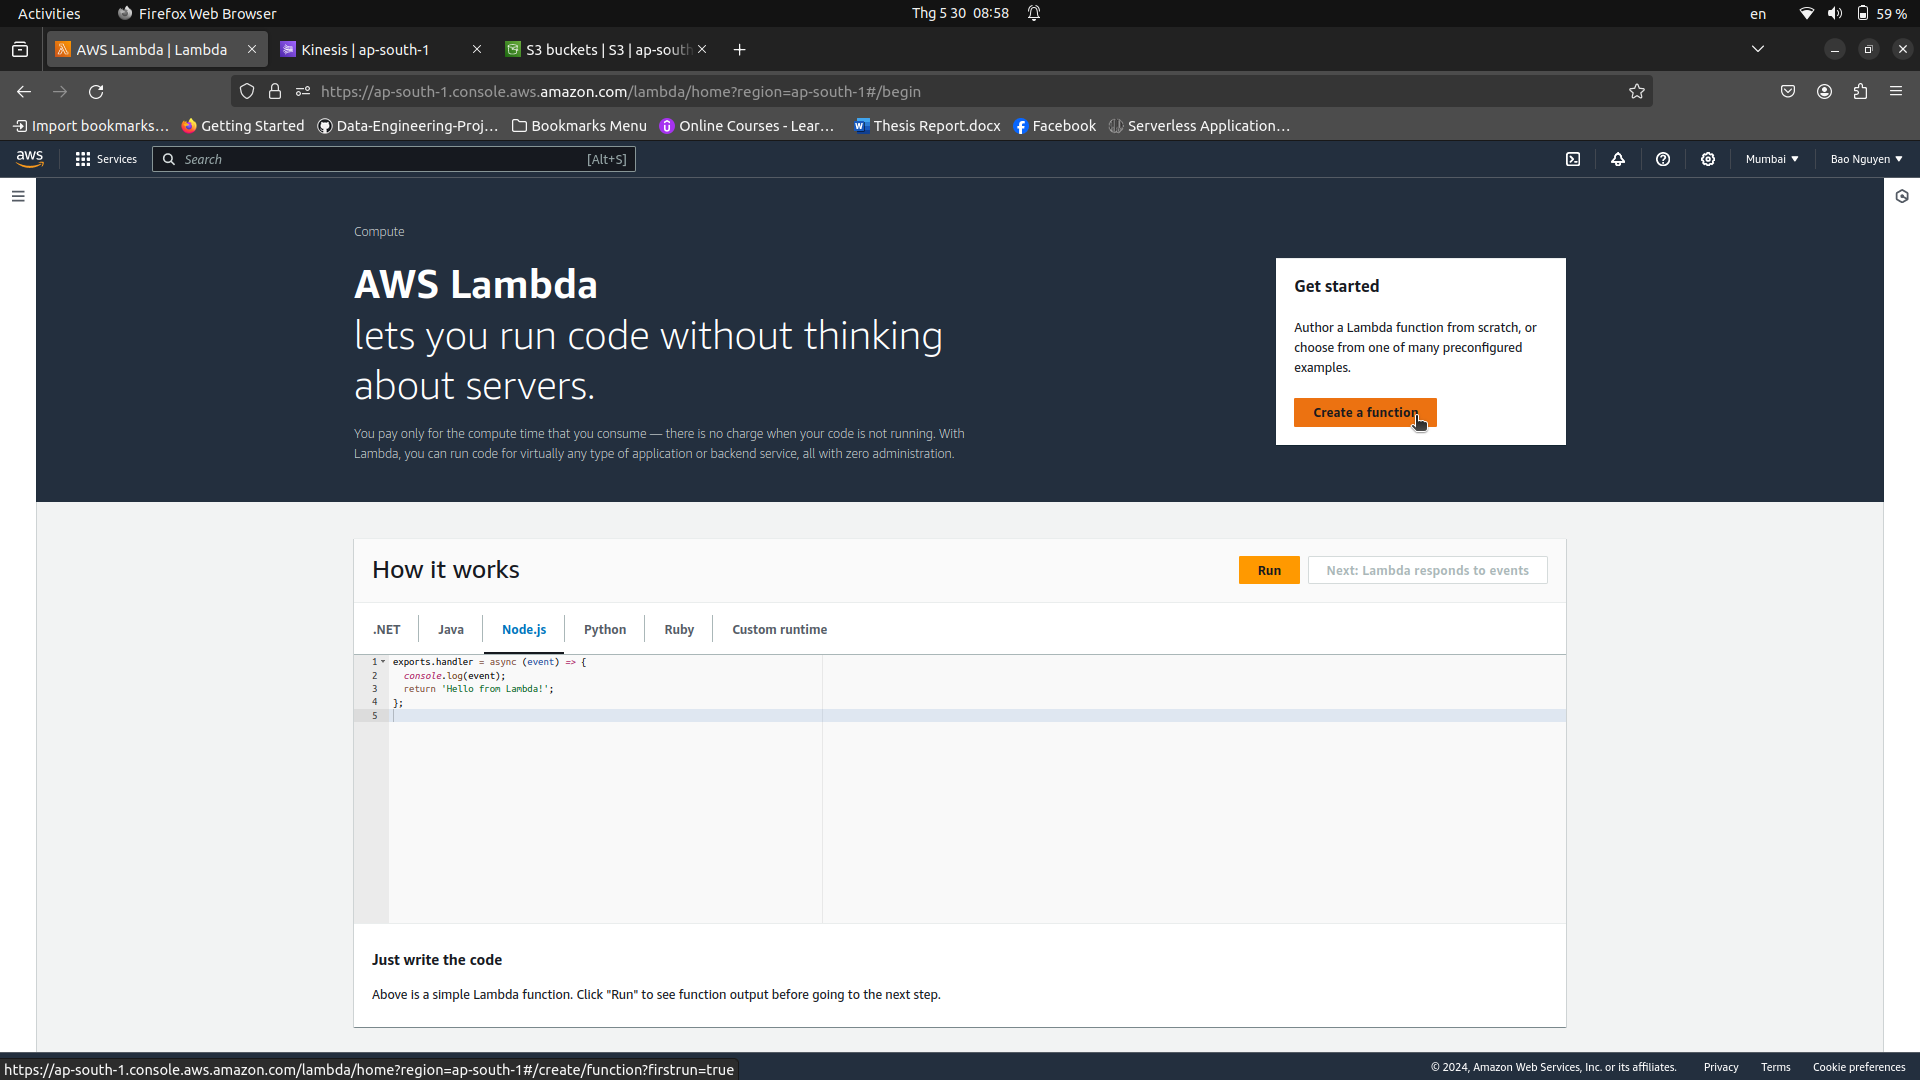 Activities
Firefox Web Browser
Thg 5 30 08:58
en
59 %
AWS Lambda | Lambda
Kinesis | ap-south-1
S3 buckets | S3 | ap-sout
https://ap-south-1.console.aws.amazon.com/lambda/home?region=ap-south-1#/begin
Import bookmarks...
Getting Started
Data-Engineering-Proj...
Bookmarks Menu
Online Courses - Lear...
Thesis Report.docx
Facebook
Serverless Application...
aws
Services
Search
[Alt+S]
Mumbai
Bao Nguyen
Compute
AWS Lambda
lets you run code without thinking
about servers.
You pay only for the compute time that you consume — there is no charge when your code is not running. With
Lambda, you can run code for virtually any type of application or backend service, all with zero administration.
Get started
Author a Lambda function from scratch, or
choose from one of many preconfigured
examples.
Create a function
How it works
Run
Next: Lambda responds to events
.NET
Java
Node.js
Python
Ruby
Custom runtime
1 exports.handler = async (event) => {
2 console.log(event);
3 return 'Hello from Lambda!';
4 };
5
Just write the code
Above is a simple Lambda function. Click "Run" to see function output before going to the next step.
https://ap-south-1.console.aws.amazon.com/lambda/home?region=ap-south-1#/create/function?firstrun=true
© 2024, Amazon Web Services, Inc. or its affiliates.
Privacy
Terms
Cookie preferences